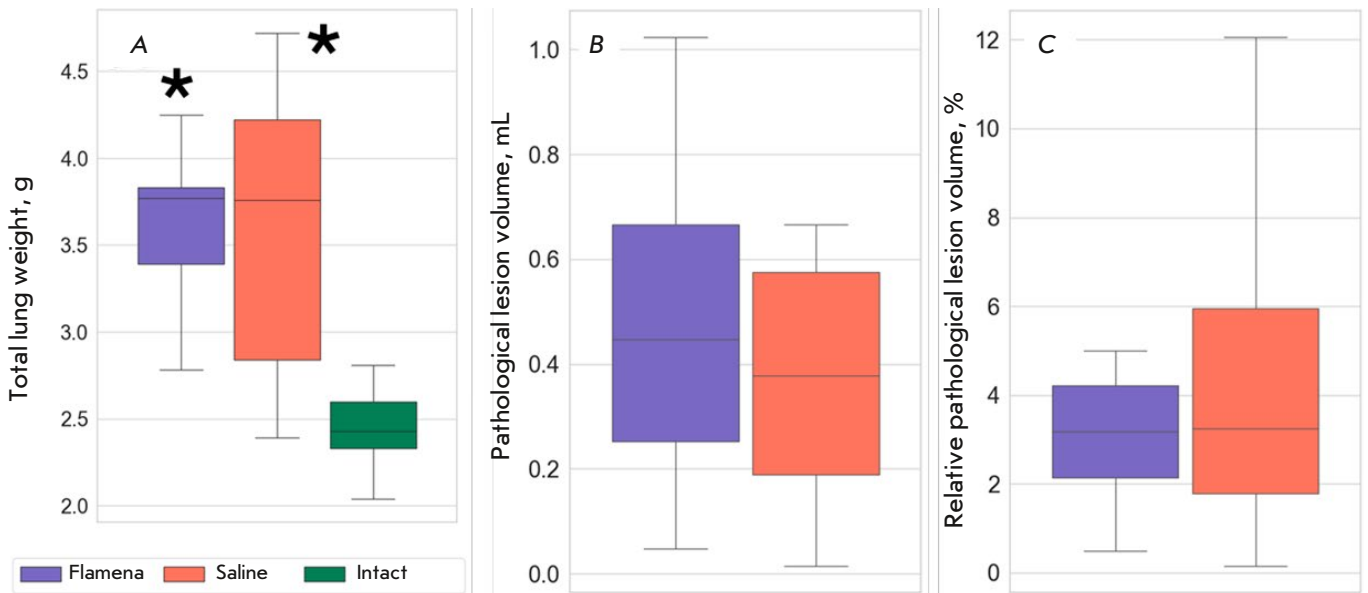 A
*
*
Total lung weight, g
4.5
4.0
3.5
3.0
2.5
2.0
Flamena
Saline
Intact
B
Pathological lesion volume, mL
1.0
0.8
0.6
0.4
0.2
0.0
C
Relative pathological lesion volume, %
12
10
8
6
4
2
0